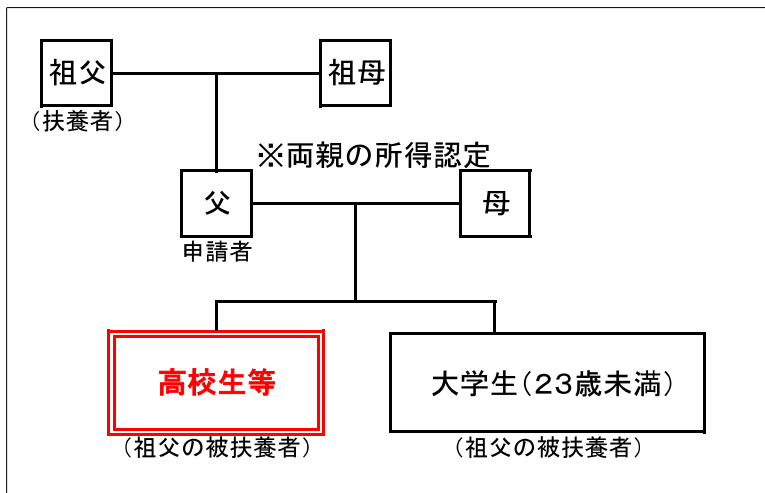 祖父
祖母
（扶養者）
※両親の所得認定
父
母
申請者
高校生等
大学生（２３歳未満）
（祖父の被扶養者）
（祖父の被扶養者）